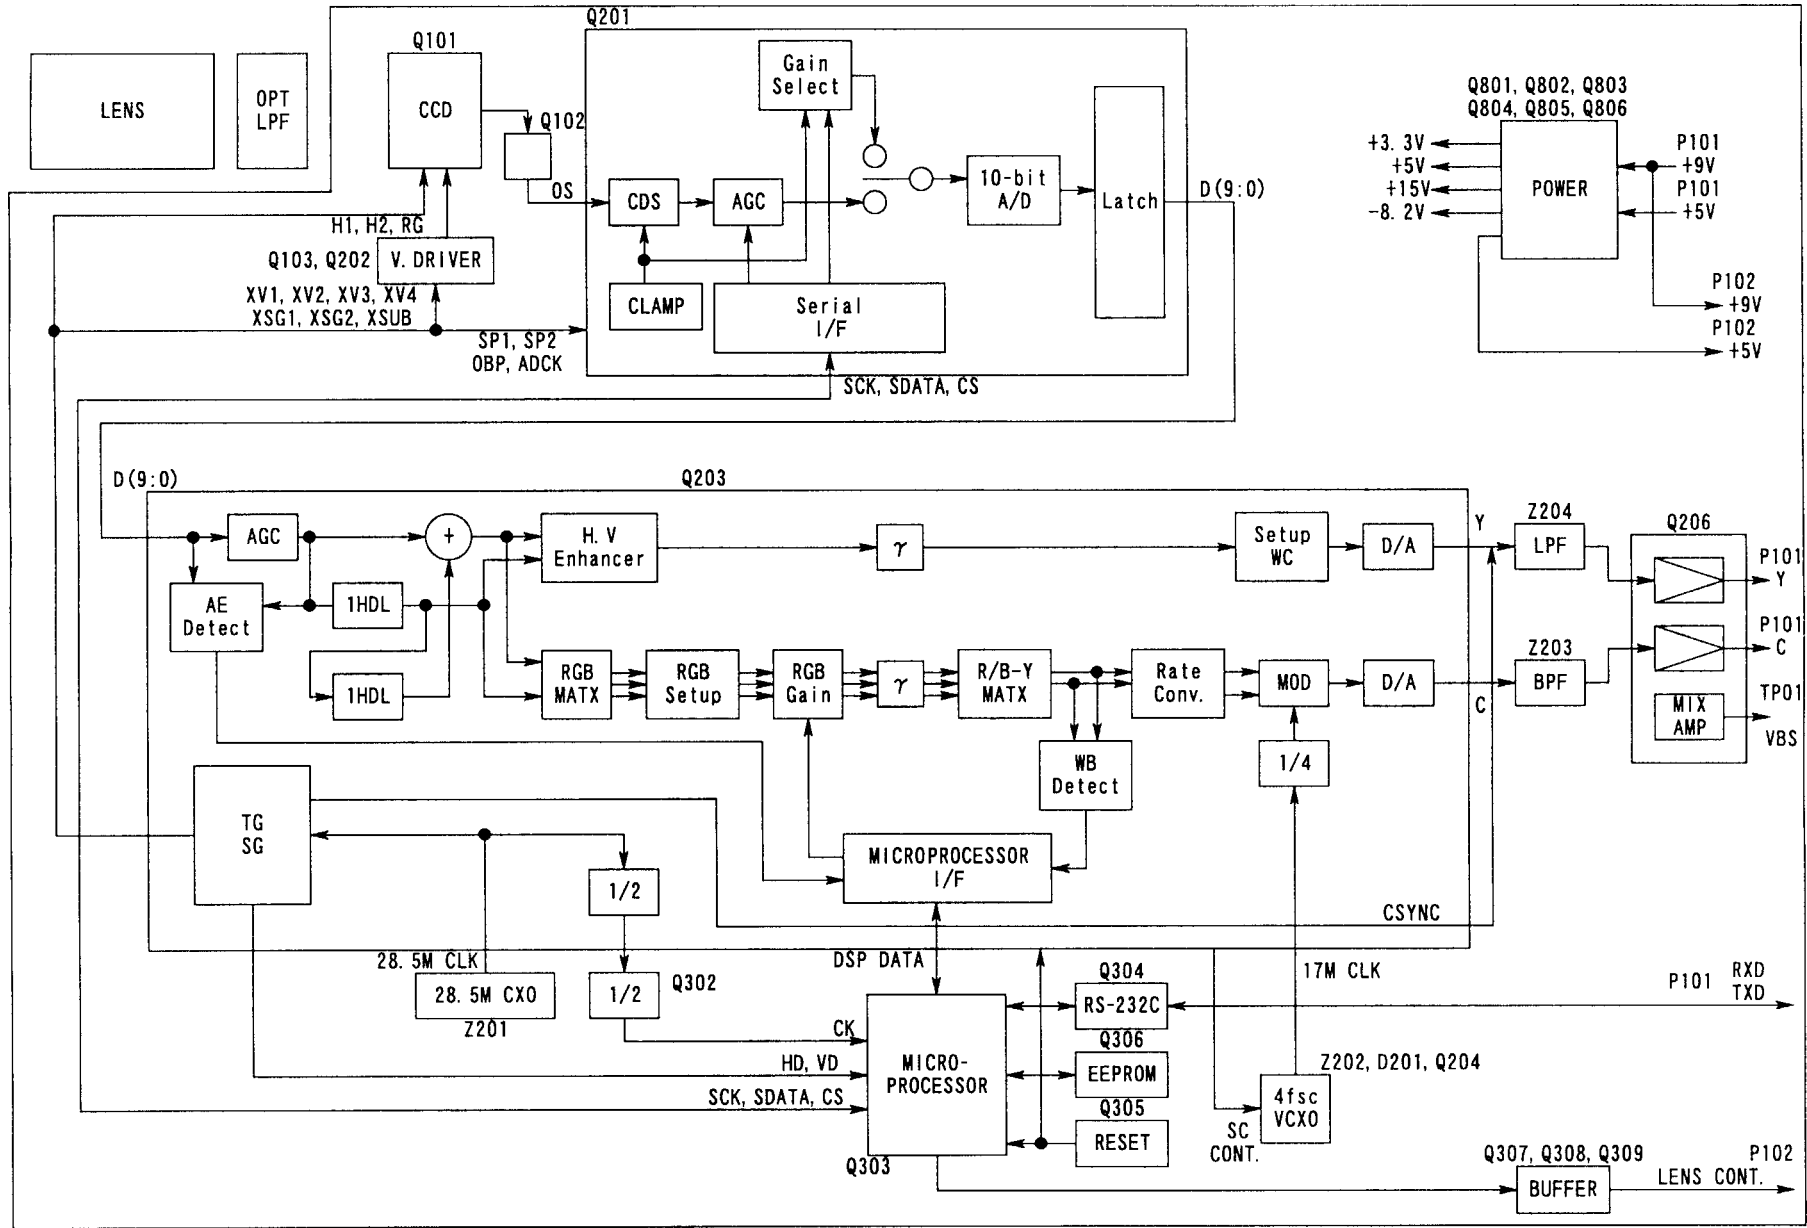 Q201
Q101
LENS
OPT
LPF
CCD
Q102
OS
Gain
Select
CDS
AGC
10-bit
A/D
Latch
D(9:0)
CLAMP
Serial
I/F
H1, H2, RG
Q103, Q202
V. DRIVER
XV1, XV2, XV3, XV4
XSG1, XSG2, XSUB
SP1, SP2
OBP, ADCK
SCK, SDATA, CS
Q801, Q802, Q803
Q804, Q805, Q806
+3.3V
+5V
+15V
-8.2V
POWER
P101
+9V
P101
+5V
P102
+9V
P102
+5V
D(9:0)
Q203
AGC
+
H.V
Enhancer
γ
Setup
WC
D/A
Y
Z204
LPF
Q206
P101
Y
AE
Detect
1HDL
1HDL
RGB
MATX
RGB
Setup
RGB
Gain
γ
R/B-Y
MATX
Rate
Conv.
MOD
D/A
C
Z203
BPF
P101
C
MIX
AMP
TP01
VBS
WB
Detect
1/4
TG
SG
MICROPROCESSOR
I/F
1/2
CSYNC
28.5M CLK
28.5M CXO
Z201
1/2
Q302
DSP DATA
17M CLK
Q304
RS-232C
P101
RXD
TXD
CK
HD, VD
SCK, SDATA, CS
MICRO-
PROCESSOR
Q303
Q306
EEPROM
Q305
RESET
Z202, D201, Q204
4fsc
VCXO
SC
CONT.
Q307, Q308, Q309
BUFFER
P102
LENS CONT.